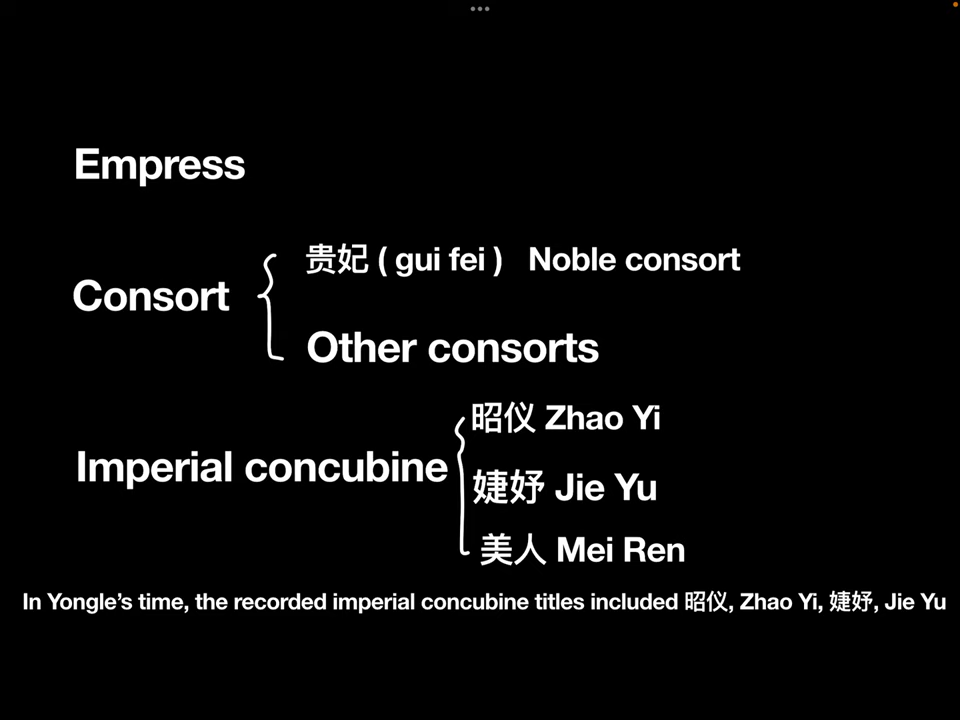 Empress
贵妃 ( gui fei ) Noble consort
Consort
Other consorts
昭仪 Zhao Yi
Imperial concubine
婕妤 Jie Yu
美人 Mei Ren
In Yongle’s time, the recorded imperial concubine titles included 昭仪, Zhao Yi, 婕妤, Jie Yu